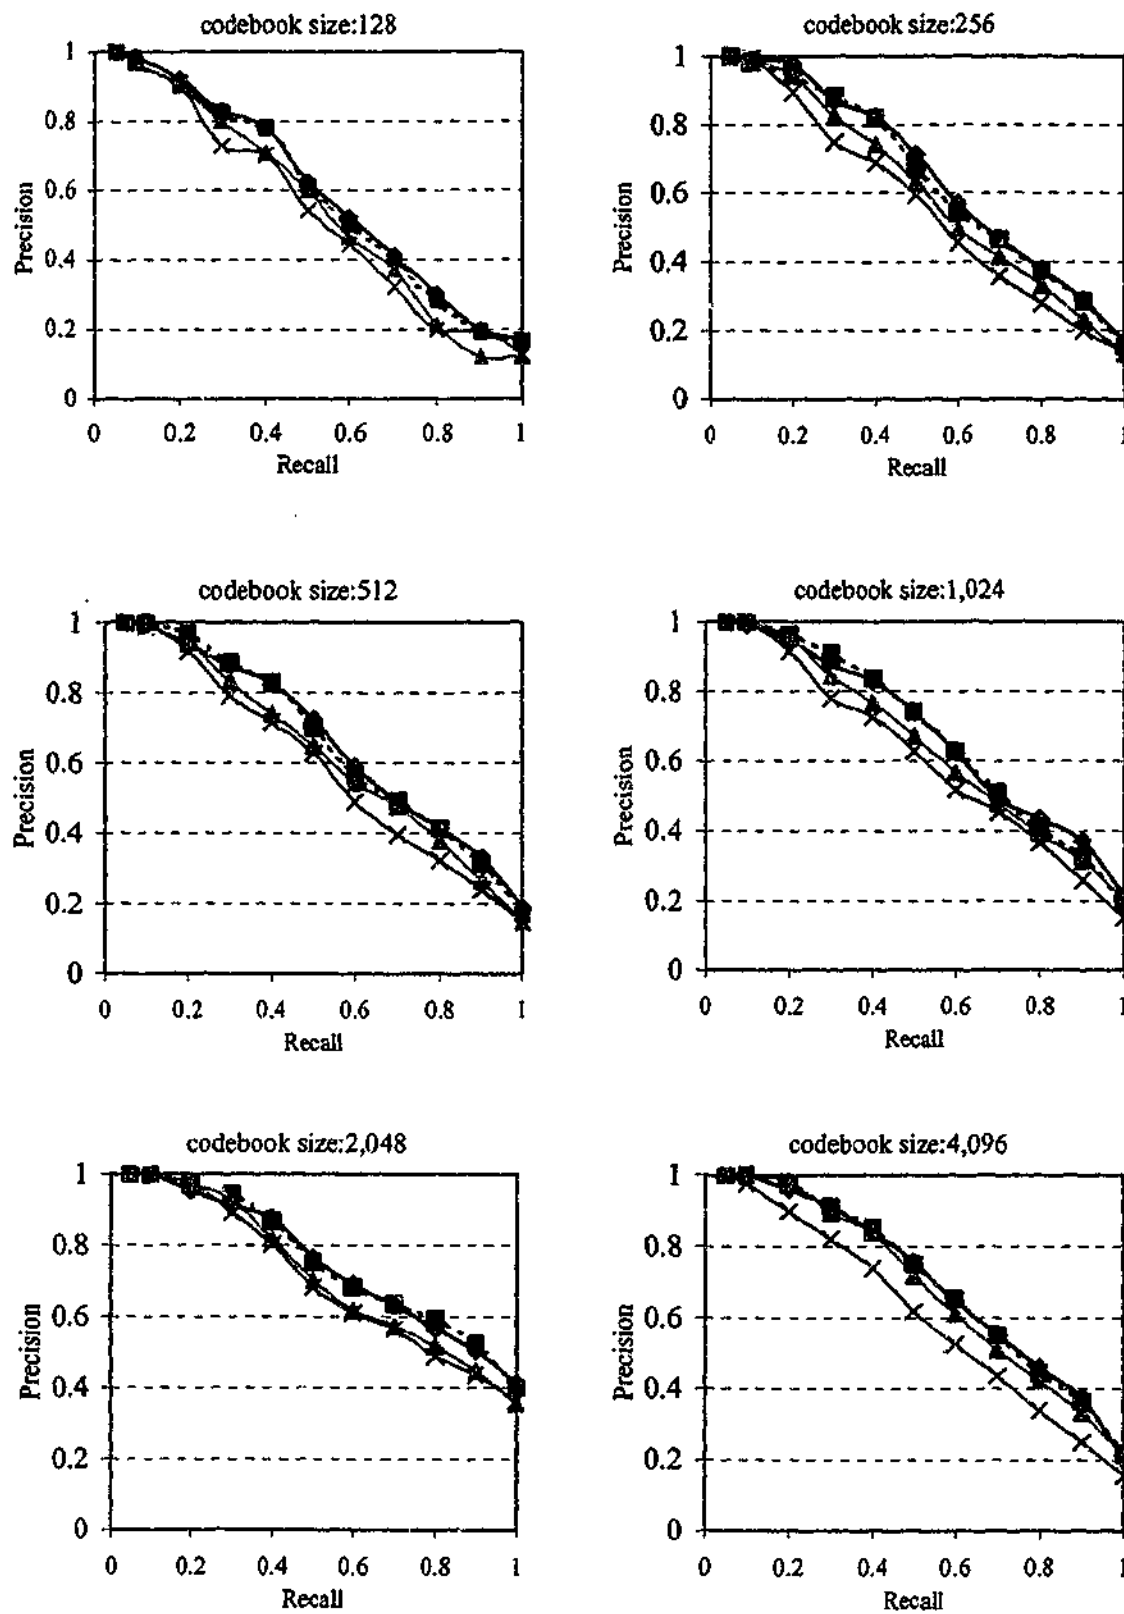 codebook size:128
1
0.8
0.6
0.4
0.2
0
Precision
0 0.2 0.4 0.6 0.8 1
Recall
codebook size:256
1
0.8
0.6
0.4
0.2
0
Precision
0 0.2 0.4 0.6 0.8 1
Recall
codebook size:512
1
0.8
0.6
0.4
0.2
0
Precision
0 0.2 0.4 0.6 0.8 1
Recall
codebook size:1,024
1
0.8
0.6
0.4
0.2
0
Precision
0 0.2 0.4 0.6 0.8 1
Recall
codebook size:2,048
1
0.8
0.6
0.4
0.2
0
Precision
0 0.2 0.4 0.6 0.8 1
Recall
codebook size:4,096
1
0.8
0.6
0.4
0.2
0
Precision
0 0.2 0.4 0.6 0.8 1
Recall